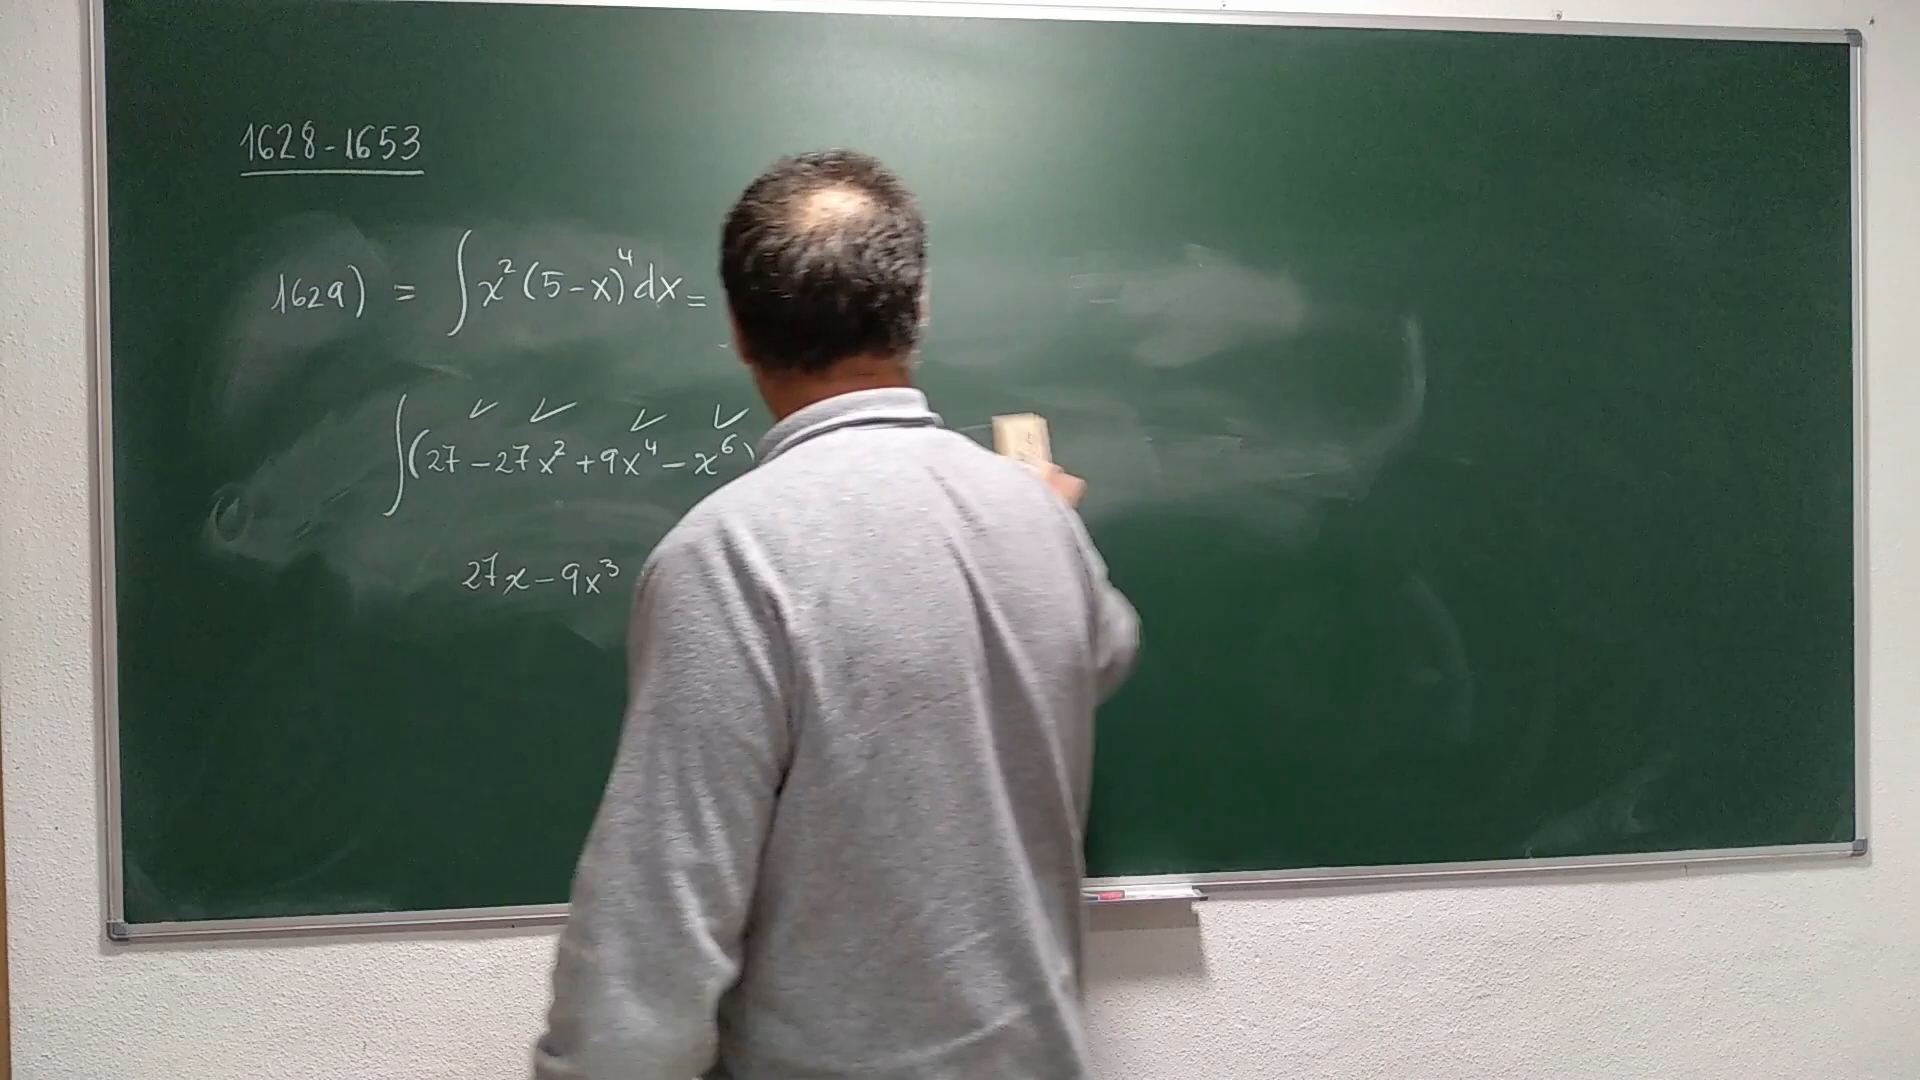 1628-1653
1629) = ∫x²(5-x)⁴dx=
∫(27-27x²+9x⁴-x⁶)
27x-9x³